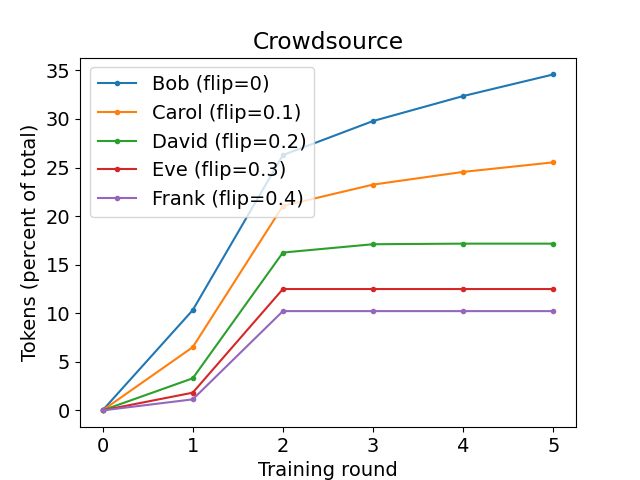 Crowdsource
Tokens (percent of total)
35
30
25
20
15
10
5
0
Bob (flip=0)
Carol (flip=0.1)
David (flip=0.2)
Eve (flip=0.3)
Frank (flip=0.4)
0 1 2 3 4 5
Training round